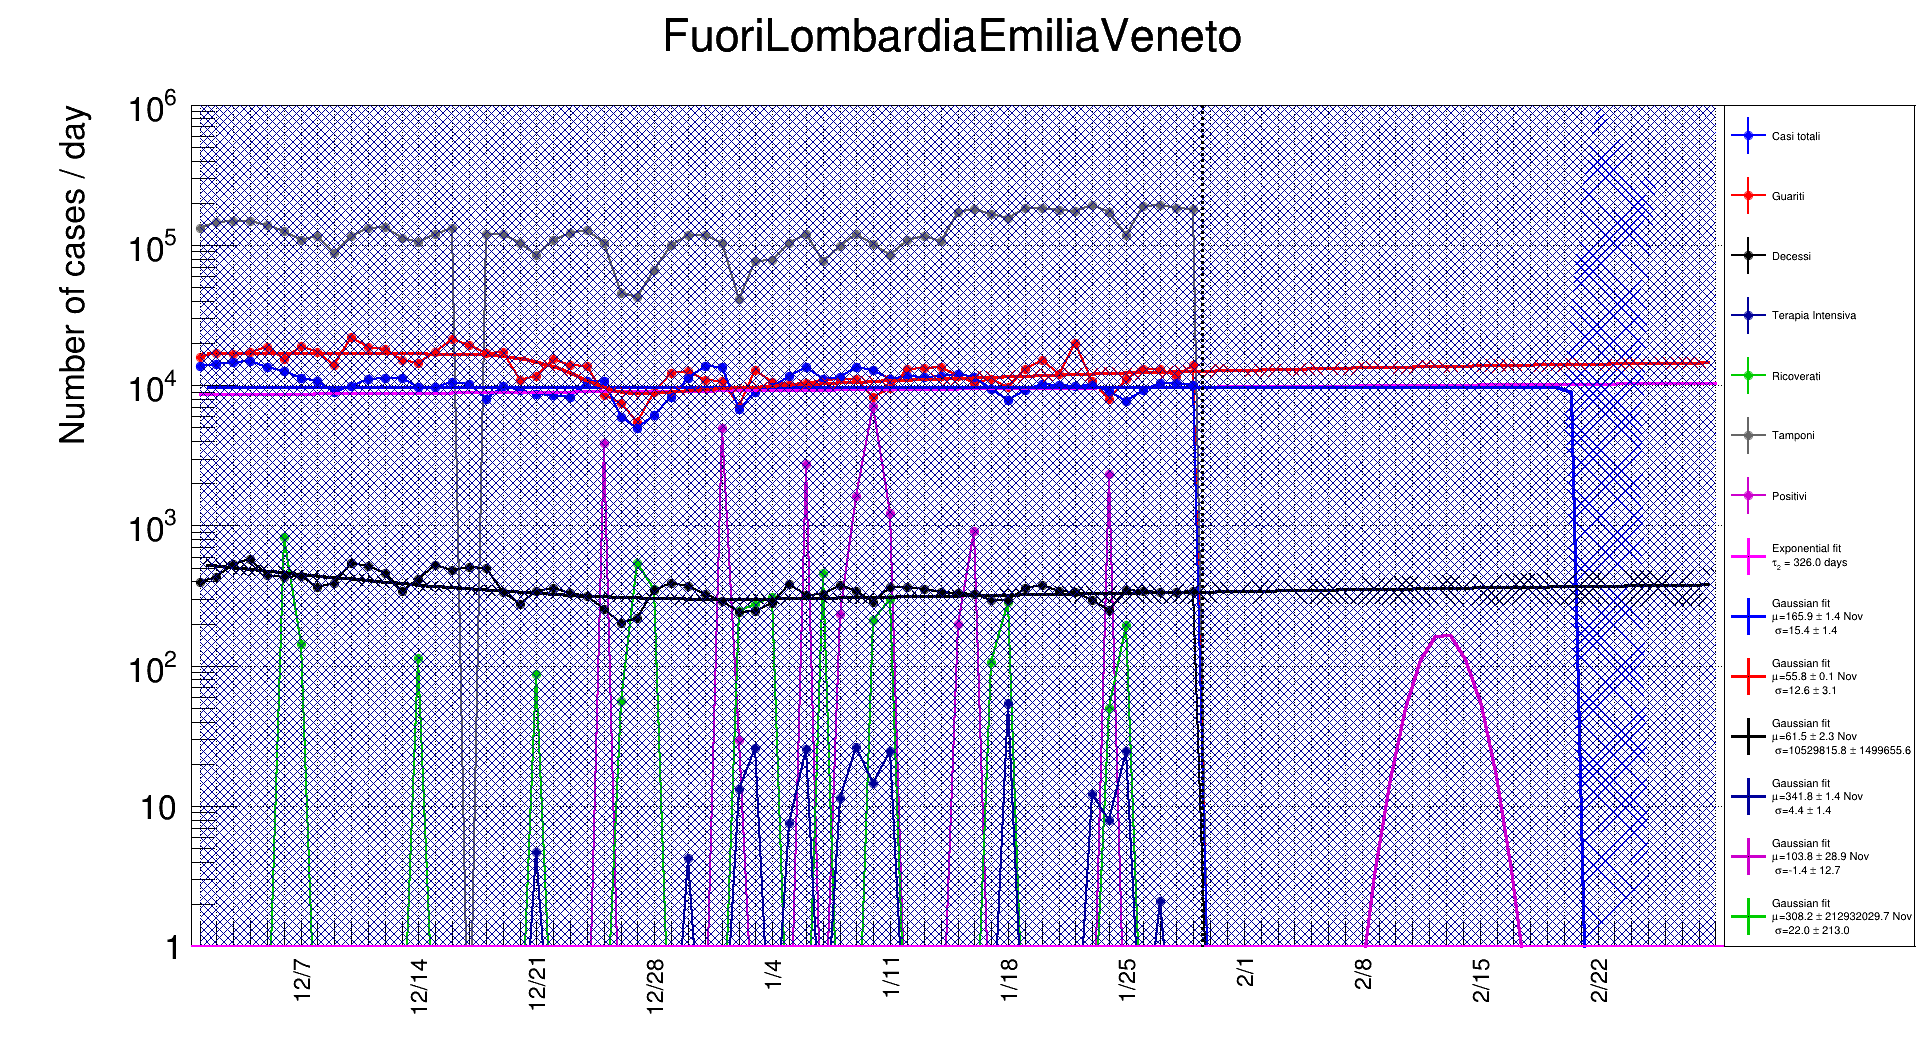 FuoriLombardiaEmiliaVeneto
Number of cases / day
10^6
10^5
10^4
10^3
10^2
10
1
12/7
12/14
12/21
12/28
1/4
1/11
1/18
1/25
2/1
2/8
2/15
2/22
Casi totali
Guariti
Decessi
Terapia Intensiva
Ricoverati
Tamponi
Positivi
Exponential fit
τ₂ = 326.0 days
Gaussian fit
μ=165.9 ± 1.4 Nov
σ=15.4 ± 1.4
Gaussian fit
μ=55.8 ± 0.1 Nov
σ=12.6 ± 3.1
Gaussian fit
μ=61.5 ± 2.3 Nov
σ=10529815.8 ± 1499655.6
Gaussian fit
μ=341.8 ± 1.4 Nov
σ=4.4 ± 1.4
Gaussian fit
μ=103.8 ± 28.9 Nov
σ=-1.4 ± 12.7
Gaussian fit
μ=308.2 ± 212932029.7 Nov
σ=22.0 ± 213.0